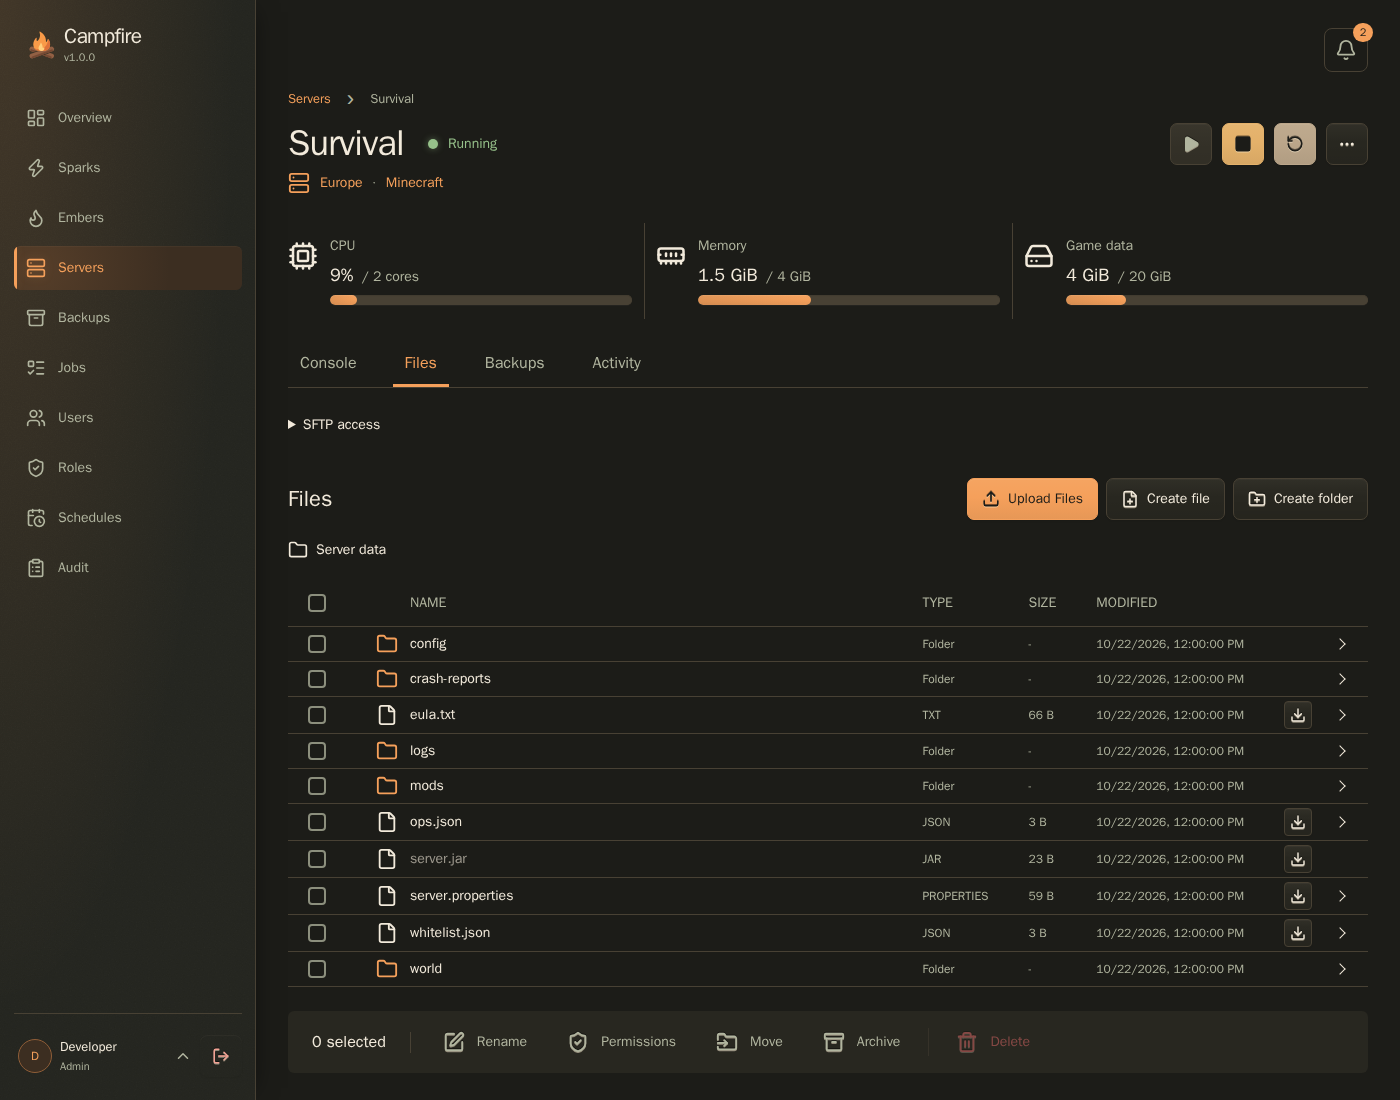 Campfire
v1.0.0
Overview
Sparks
Embers
Servers
Backups
Jobs
Users
Roles
Schedules
Audit
D
Developer
Admin
2
Servers > Survival
Survival
Running
Europe · Minecraft
CPU
9% / 2 cores
Memory
1.5 GiB / 4 GiB
Game data
4 GiB / 20 GiB
Console Files Backups Activity
SFTP access
Files
Upload Files Create file Create folder
Server data
NAME TYPE SIZE MODIFIED
config Folder - 10/22/2026, 12:00:00 PM
crash-reports Folder - 10/22/2026, 12:00:00 PM
eula.txt TXT 66 B 10/22/2026, 12:00:00 PM
logs Folder - 10/22/2026, 12:00:00 PM
mods Folder - 10/22/2026, 12:00:00 PM
ops.json JSON 3 B 10/22/2026, 12:00:00 PM
server.jar JAR 23 B 10/22/2026, 12:00:00 PM
server.properties PROPERTIES 59 B 10/22/2026, 12:00:00 PM
whitelist.json JSON 3 B 10/22/2026, 12:00:00 PM
world Folder - 10/22/2026, 12:00:00 PM
0 selected Rename Permissions Move Archive Delete